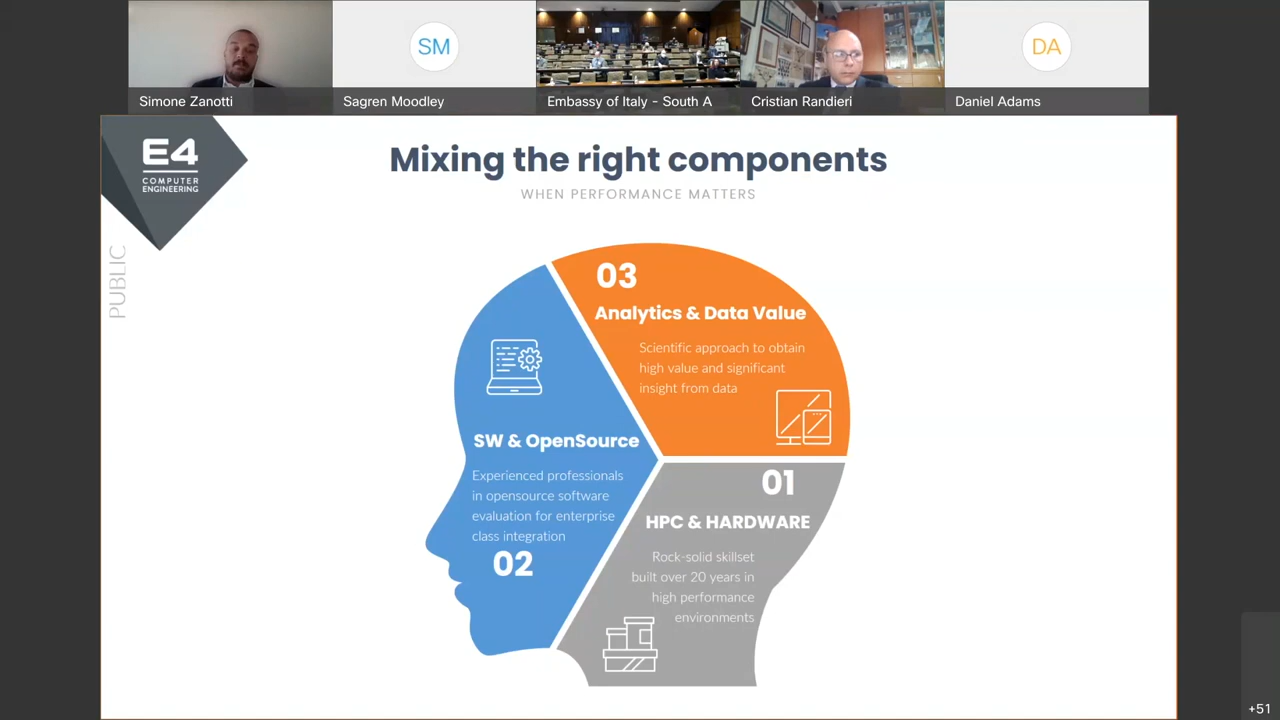 SM
DA
Simone Zanotti
Sagren Moodley
Embassy of Italy - South A
Cristian Randieri
Daniel Adams
E4
COMPUTER
ENGINEERING
PUBLIC
Mixing the right components
WHEN PERFORMANCE MATTERS
03
Analytics & Data Value
Scientific approach to obtain
high value and significant
insight from data
SW & OpenSource
Experienced professionals
in opensource software
evaluation for enterprise
class integration
02
01
HPC & HARDWARE
Rock-solid skillset
built over 20 years in
high performance
environments
+51